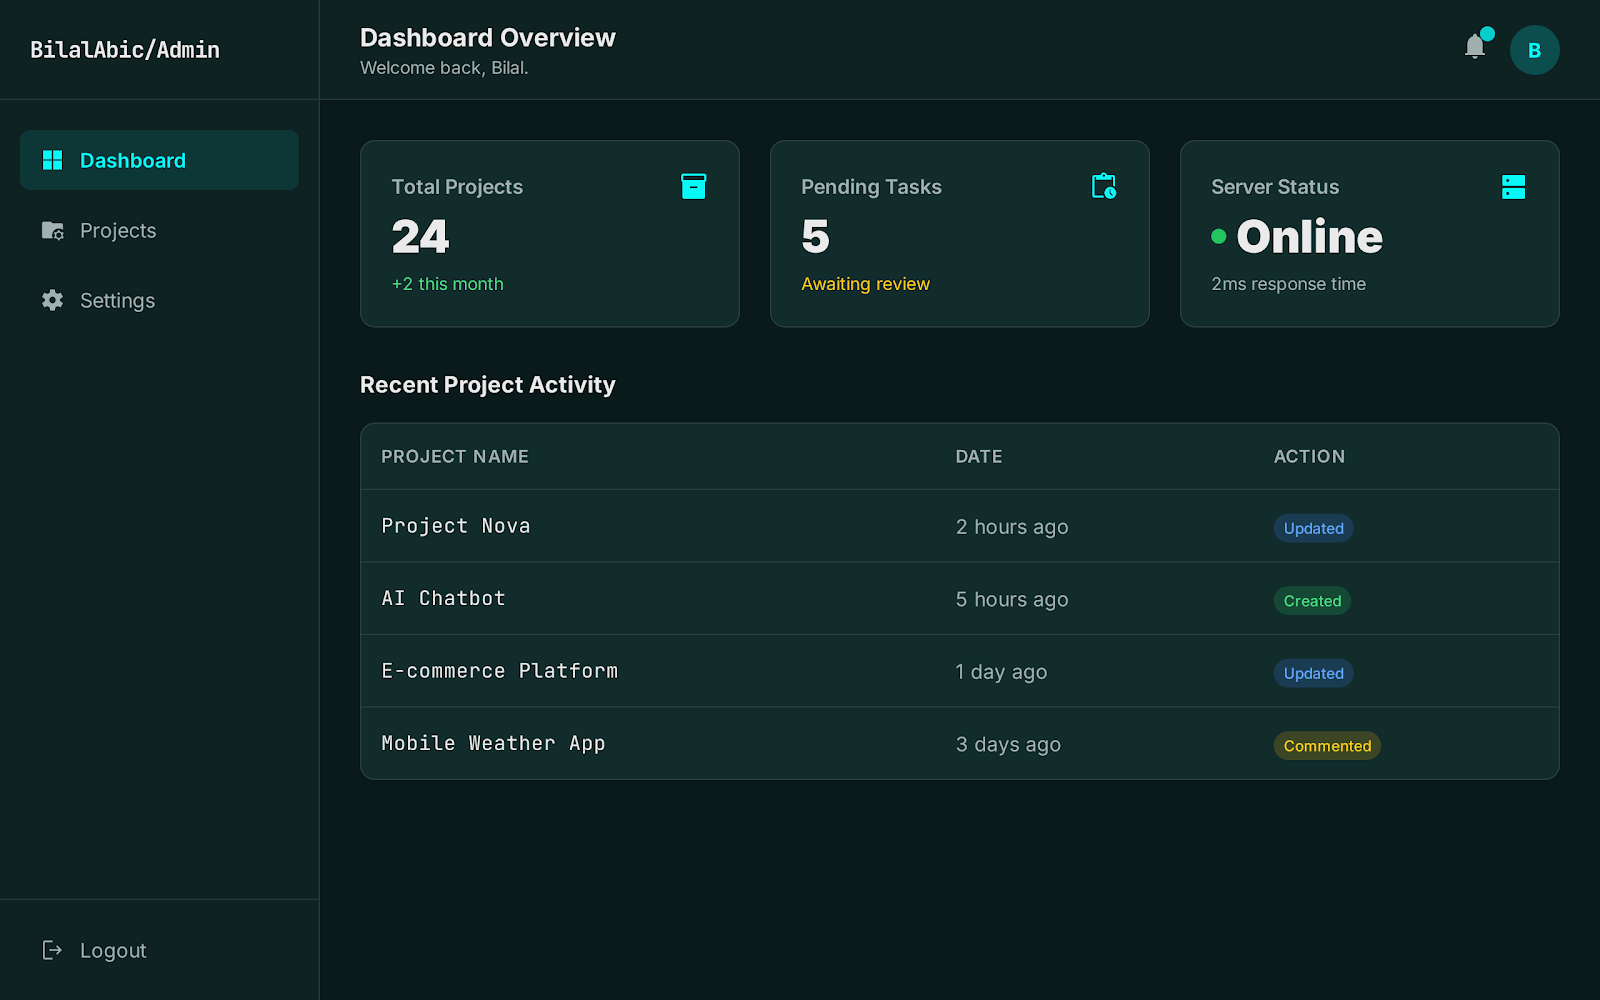 BilalAbic/Admin
Dashboard
Projects
Settings
Logout
Dashboard Overview
Welcome back, Bilal.
B
Total Projects
24
+2 this month
Pending Tasks
5
Awaiting review
Server Status
Online
2ms response time
Recent Project Activity
PROJECT NAME DATE ACTION
Project Nova 2 hours ago Updated
AI Chatbot 5 hours ago Created
E-commerce Platform 1 day ago Updated
Mobile Weather App 3 days ago Commented